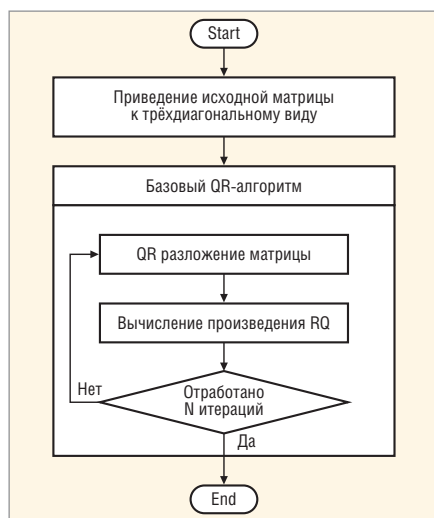 Start
Приведение исходной матрицы
к трёхдиагональному виду
Базовый QR-алгоритм
QR разложение матрицы
Вычисление произведения RQ
Отработано
N итераций
Нет
Да
End